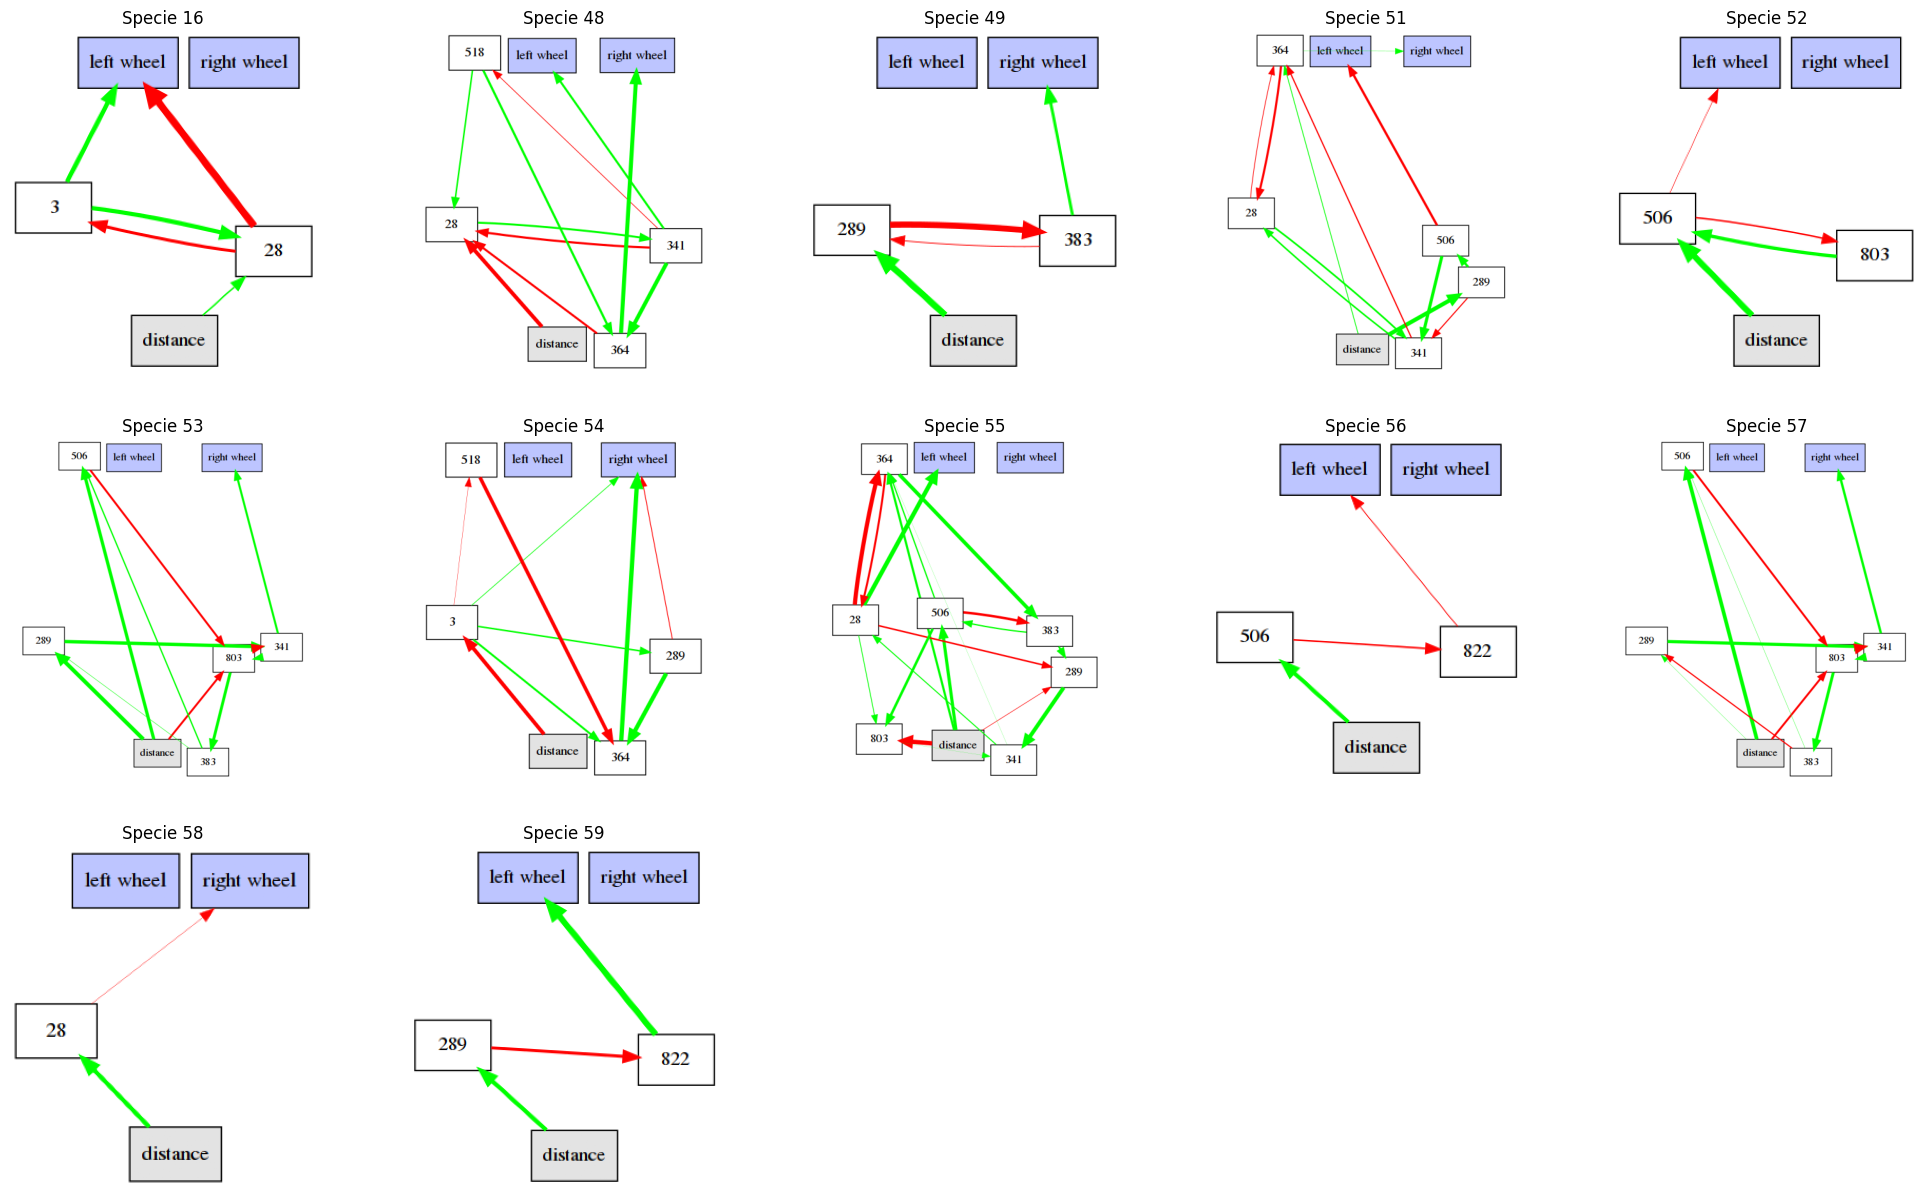 Specie 16
left wheel
right wheel
3
28
distance
Specie 48
518
left wheel
right wheel
28
341
distance
364
Specie 49
left wheel
right wheel
289
383
distance
Specie 51
364
left wheel
right wheel
28
506
289
distance
341
Specie 52
left wheel
right wheel
506
803
distance
Specie 53
506
left wheel
right wheel
289
803
341
distance
383
Specie 54
518
left wheel
right wheel
3
289
distance
364
Specie 55
364
left wheel
right wheel
28
506
383
289
803
distance
341
Specie 56
left wheel
right wheel
506
822
distance
Specie 57
506
left wheel
right wheel
289
803
341
distance
383
Specie 58
left wheel
right wheel
28
distance
Specie 59
left wheel
right wheel
289
822
distance